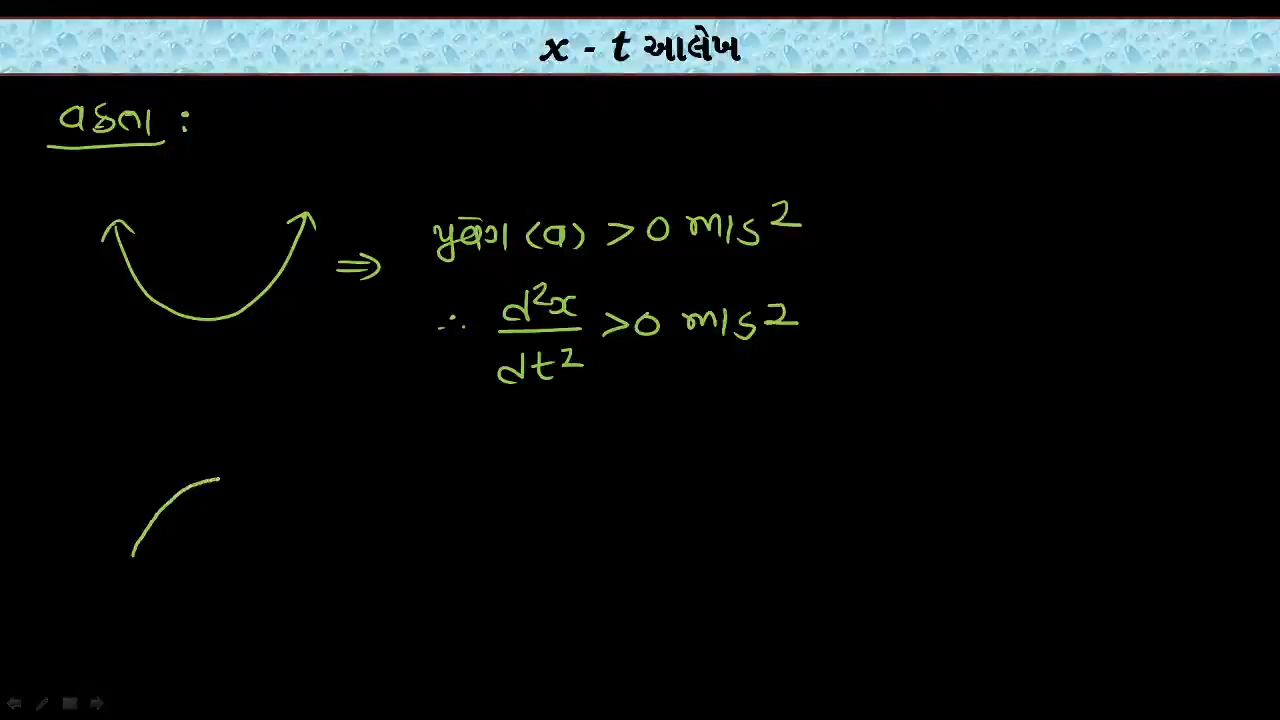 x - t આલેખ
વક્રતા :
⇒ પ્રવેગ (a) > 0 m/s²
∴ d²x/dt² > 0 m/s²